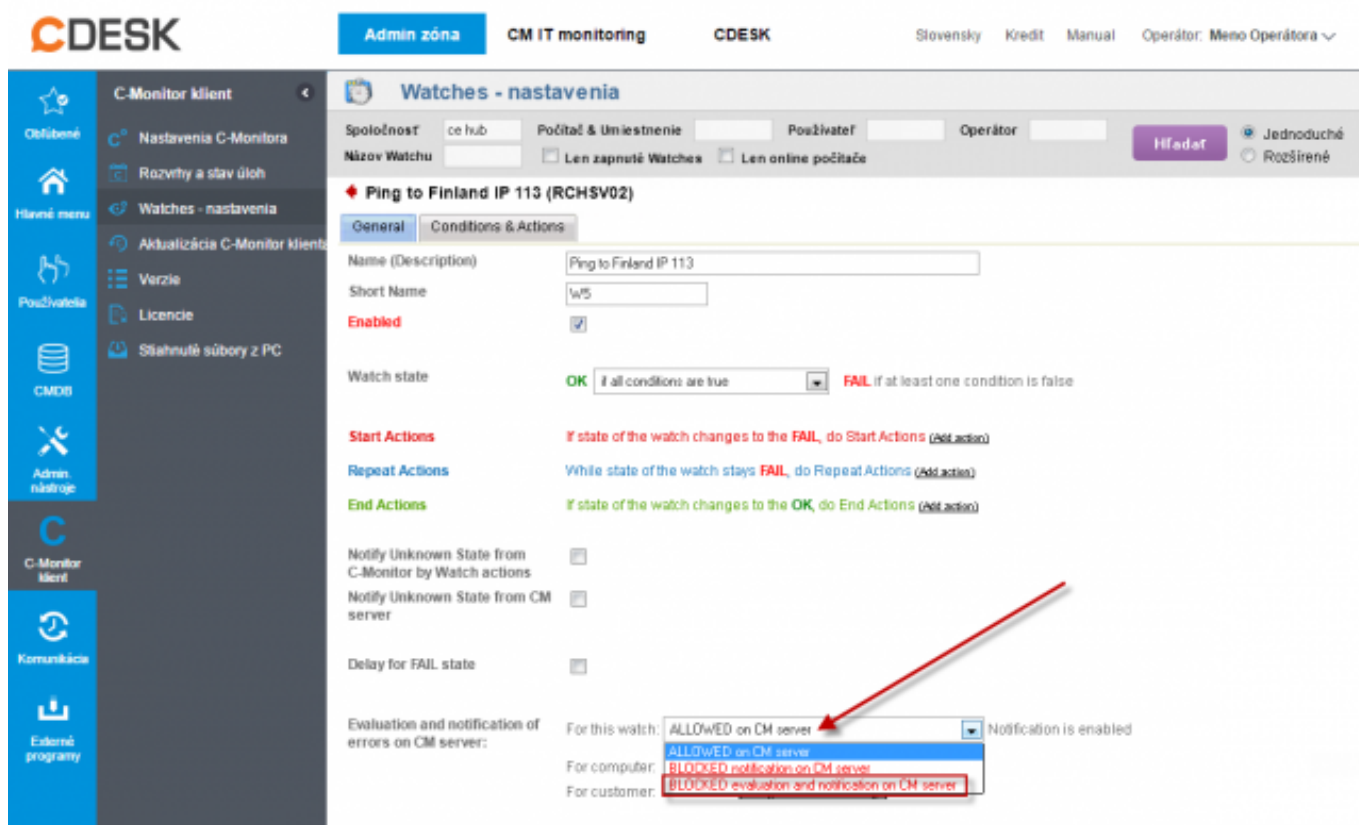 CDESK
Admin zóna CM IT monitoring CDESK Slovensky Kredit Manual Operátor: Meno Operátora
Obľúbené
Hlavné menu
Používatelia
CMDB
Admin. nástroje
C-Monitor klient
Komunikácia
Externé programy
C-Monitor klient
Nastavenia C-Monitora
Rozvrhy a stav úloh
Watches - nastavenia
Aktualizácia C-Monitor klienta
Verzie
Licencie
Stiahnuté súbory z PC
Watches - nastavenia
Spoločnosť ce hub Počítač & Umiestnenie Používateľ Operátor Hľadať Jednoduché
Názov Watchu Len zapnuté Watches Len online počítače Rozšírené
Ping to Finland IP 113 (RCHSV02)
General Conditions & Actions
Name (Description) Ping to Finland IP 113
Short Name W5
Enabled
Watch state OK if all conditions are true FAIL if at least one condition is false
Start Actions If state of the watch changes to the FAIL, do Start Actions (Add action)
Repeat Actions While state of the watch stays FAIL, do Repeat Actions (Add action)
End Actions If state of the watch changes to the OK, do End Actions (Add action)
Notify Unknown State from
C-Monitor by Watch actions
Notify Unknown State from CM
server
Delay for FAIL state
Evaluation and notification of
errors on CM server:
For this watch: ALLOWED on CM server Notification is enabled
ALLOWED on CM server
For computer: BLOCKED notification on CM server
For customer: BLOCKED evaluation and notification on CM server